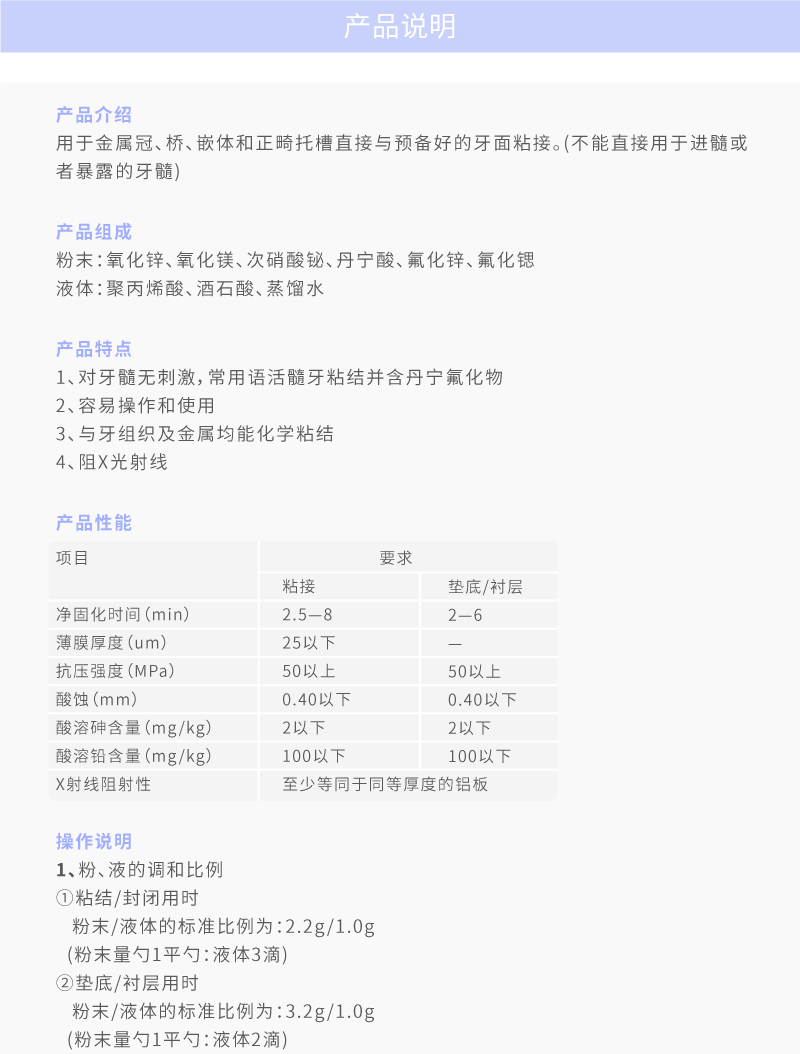 产品说明
产品介绍
用于金属冠、桥、嵌体和正畸托槽直接与预备好的牙面粘接。(不能直接用于进髓或
者暴露的牙髓)
产品组成
粉末：氧化锌、氧化镁、次硝酸铋、丹宁酸、氟化锌、氟化锶
液体：聚丙烯酸、酒石酸、蒸馏水
产品特点
1、对牙髓无刺激，常用语活髓牙粘结并含丹宁氟化物
2、容易操作和使用
3、与牙组织及金属均能化学粘结
4、阻X光射线
产品性能
项目 要求
粘接 垫底/衬层
净固化时间(min) 2.5—8 2—6
薄膜厚度(um) 25以下 —
抗压强度(MPa) 50以上 50以上
酸蚀(mm) 0.40以下 0.40以下
酸溶砷含量(mg/kg) 2以下 2以下
酸溶铅含量(mg/kg) 100以下 100以下
X射线阻射性 至少等同于同等厚度的铝板
操作说明
1、粉、液的调和比例
①粘结/封闭用时
粉末/液体的标准比例为：2.2g/1.0g
(粉末量勺1平勺：液体3滴)
②垫底/衬层用时
粉末/液体的标准比例为：3.2g/1.0g
(粉末量勺1平勺：液体2滴)